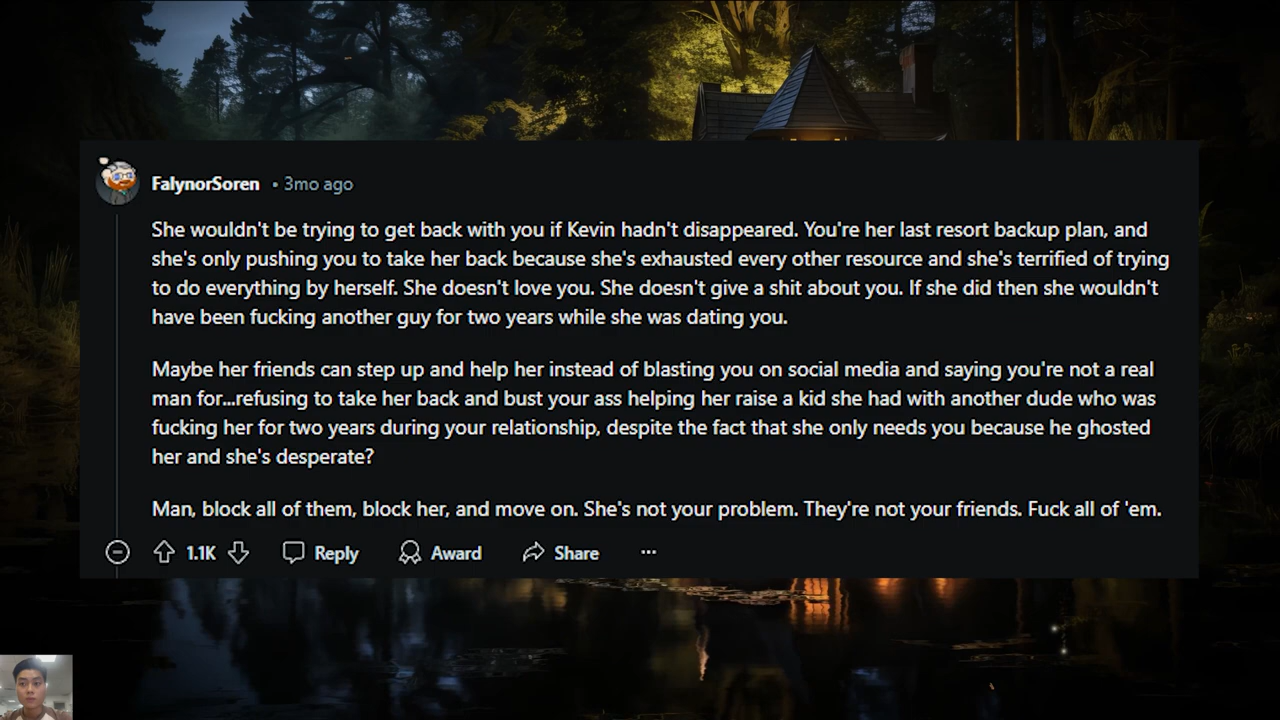 FalynorSoren • 3mo ago
She wouldn't be trying to get back with you if Kevin hadn't disappeared. You're her last resort backup plan, and
she's only pushing you to take her back because she's exhausted every other resource and she's terrified of trying
to do everything by herself. She doesn't love you. She doesn't give a shit about you. If she did then she wouldn't
have been fucking another guy for two years while she was dating you.
Maybe her friends can step up and help her instead of blasting you on social media and saying you're not a real
man for...refusing to take her back and bust your ass helping her raise a kid she had with another dude who was
fucking her for two years during your relationship, despite the fact that she only needs you because he ghosted
her and she's desperate?
Man, block all of them, block her, and move on. She's not your problem. They're not your friends. Fuck all of 'em.
1.1K Reply Award Share ...